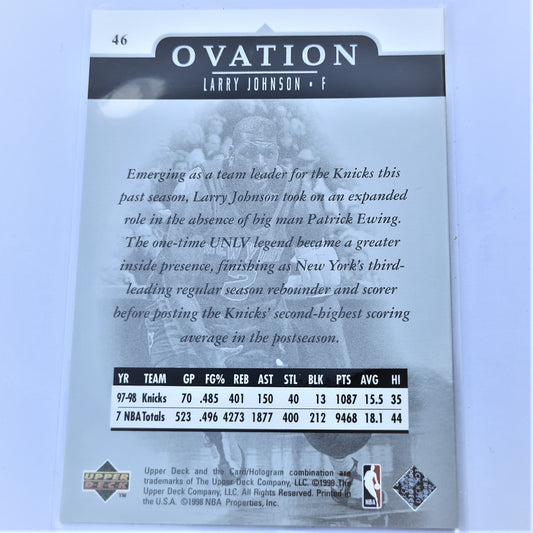 46
OVATION
LARRY JOHNSON • F
Emerging as a team leader for the Knicks this
past season, Larry Johnson took on an expanded
role in the absence of big man Patrick Ewing.
The one-time UNLV legend became a greater
inside presence, finishing as New York's third-
leading regular season rebounder and scorer
before posting the Knicks' second-highest scoring
average in the postseason.
YR TEAM GP FG% REB AST STL BLK PTS AVG HI
97-98 Knicks 70 .485 401 150 40 13 1087 15.5 35
7 NBA Totals 523 .496 4273 1877 400 212 9468 18.1 44
Upper Deck and the Card/Hologram combination are
trademarks of The Upper Deck Company, LLC. ©1999 The
Upper Deck Company, LLC. All Rights Reserved. Printed in
the U.S.A. ©1998 NBA Properties, Inc.
UPPER
DECK
TM
NBA